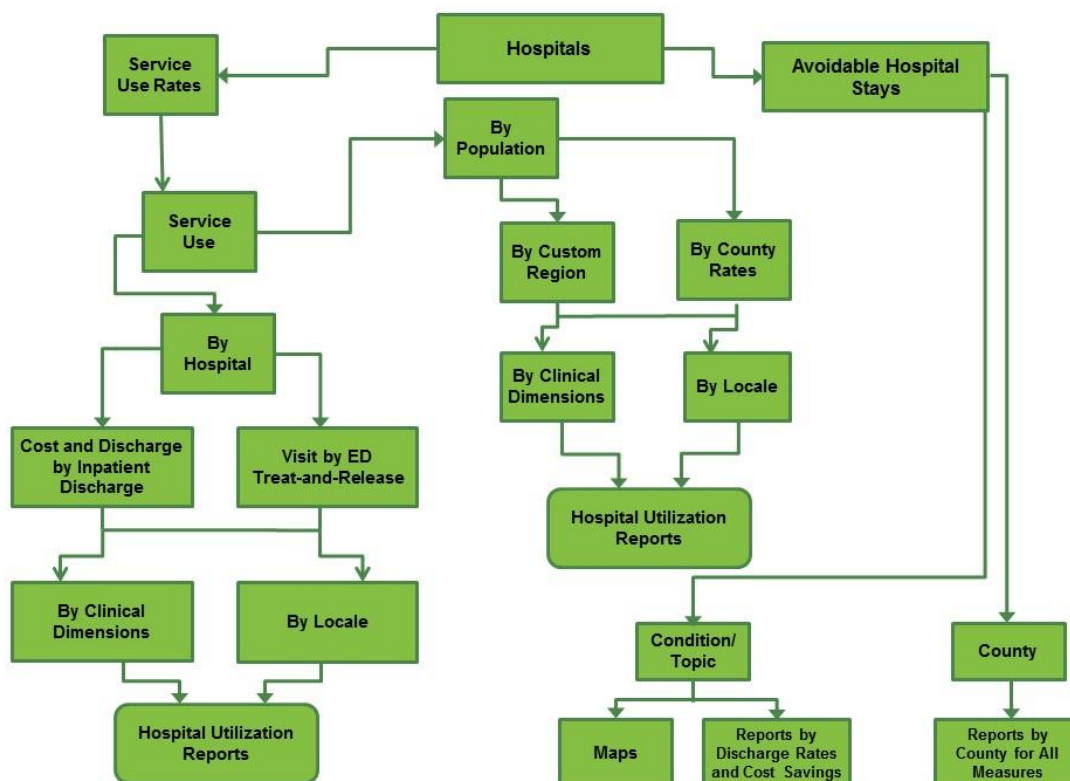 Hospitals
Service
Use Rates
Avoidable Hospital
Stays
By
Population
Service
Use
By Custom
Region
By County
Rates
By
Hospital
By Clinical
Dimensions
By Locale
Cost and Discharge
by Inpatient
Discharge
Visit by ED
Treat-and-Release
Hospital Utilization
Reports
By Clinical
Dimensions
By Locale
Condition/
Topic
County
Hospital Utilization
Reports
Maps
Reports by
Discharge Rates
and Cost Savings
Reports by
County for All
Measures